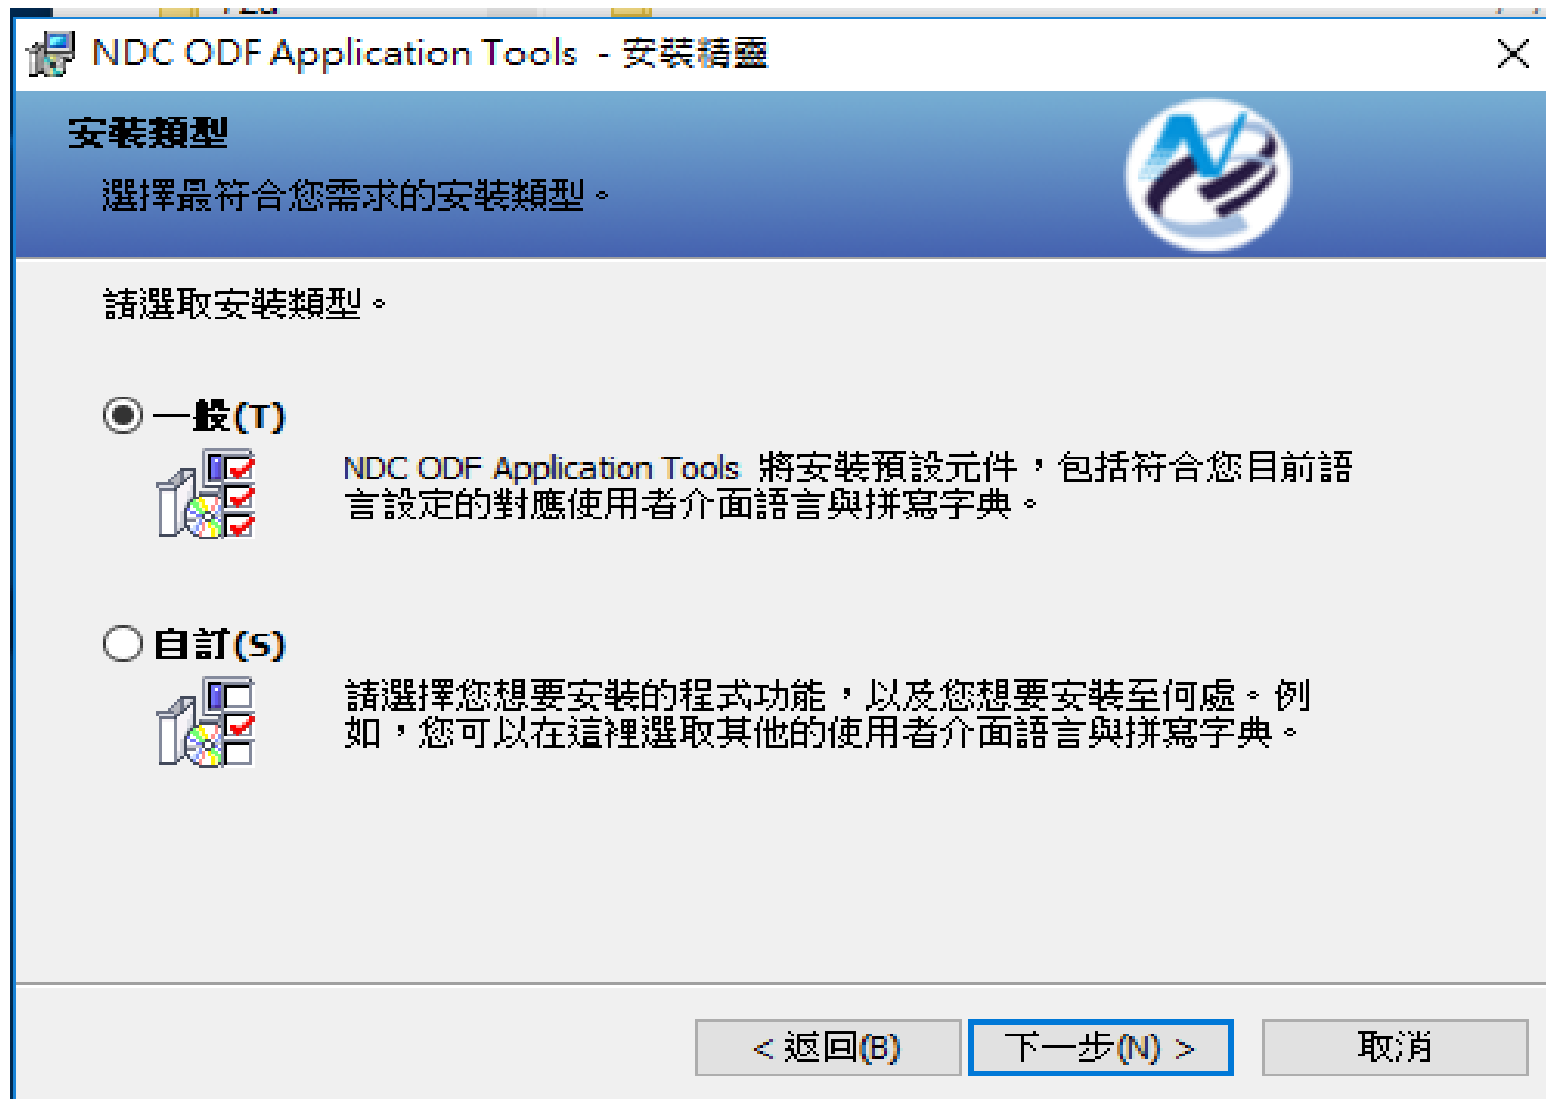 NDC ODF Application Tools - 安裝精靈
安裝類型
選擇最符合您需求的安裝類型。
請選取安裝類型。
一般(T)
NDC ODF Application Tools 將安裝預設元件，包括符合您目前語
言設定的對應使用者介面語言與拼寫字典。
自訂(S)
請選擇您想要安裝的程式功能，以及您想要安裝至何處。例
如，您可以在這裡選取其他的使用者介面語言與拼寫字典。
< 返回(B)
下一步(N) >
取消